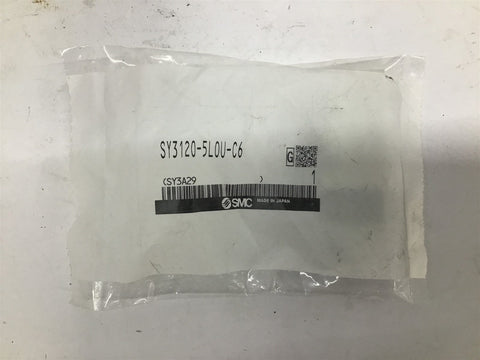 SY3120-5LOU-C6
G
(SY3A29 ) 1
SMC MADE IN JAPAN